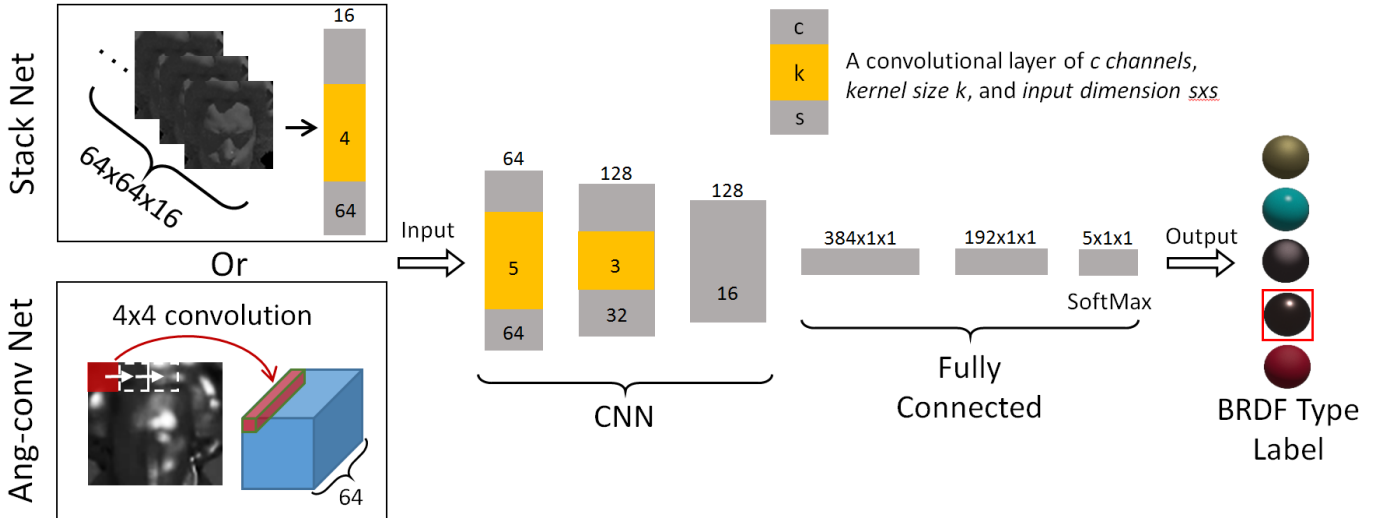 Stack Net
16
64x64x16
4
64
Or
Ang-conv Net
4x4 convolution
64
Input
c
k
s
A convolutional layer of c channels,
kernel size k, and input dimension sxs
64
5
64
128
3
32
128
16
CNN
384x1x1
192x1x1
5x1x1
SoftMax
Fully
Connected
Output
BRDF Type
Label